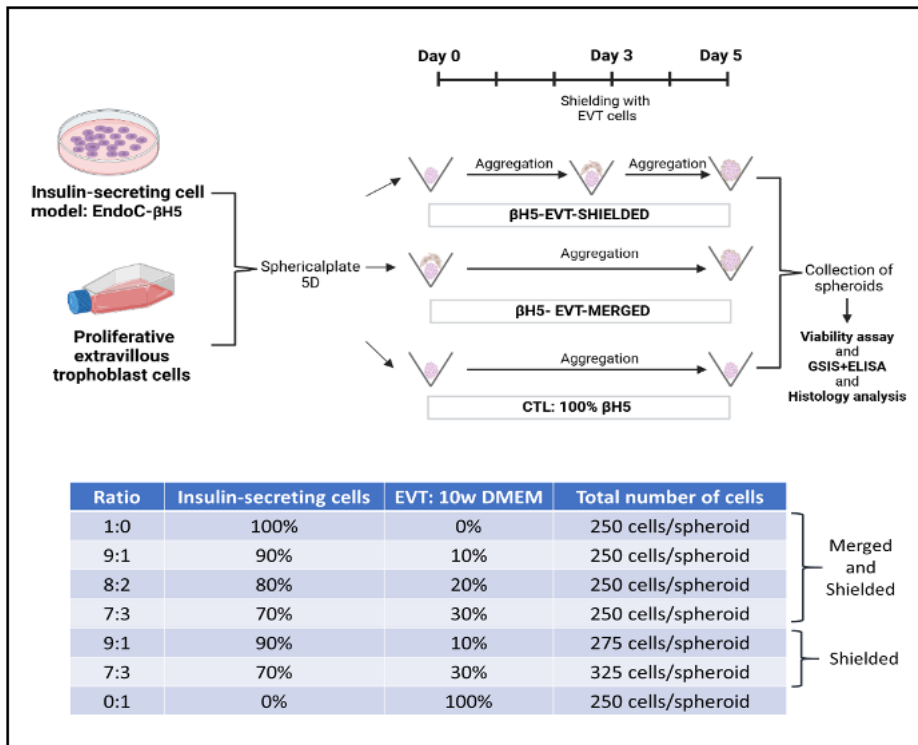 Day 0 Day 3 Day 5
Shielding with
EVT cells
Insulin-secreting cell
model: EndoC-βH5
Proliferative
extravillous
trophoblast cells
Sphericalplate
5D
Aggregation Aggregation
βH5-EVT-SHIELDED
Aggregation
βH5- EVT-MERGED
Aggregation
CTL: 100% βH5
Collection of
spheroids
Viability assay
and
GSIS+ELISA
and
Histology analysis
Ratio Insulin-secreting cells EVT: 10w DMEM Total number of cells
1:0 100% 0% 250 cells/spheroid
9:1 90% 10% 250 cells/spheroid
8:2 80% 20% 250 cells/spheroid
7:3 70% 30% 250 cells/spheroid
Merged
and
Shielded
9:1 90% 10% 275 cells/spheroid
7:3 70% 30% 325 cells/spheroid
Shielded
0:1 0% 100% 250 cells/spheroid